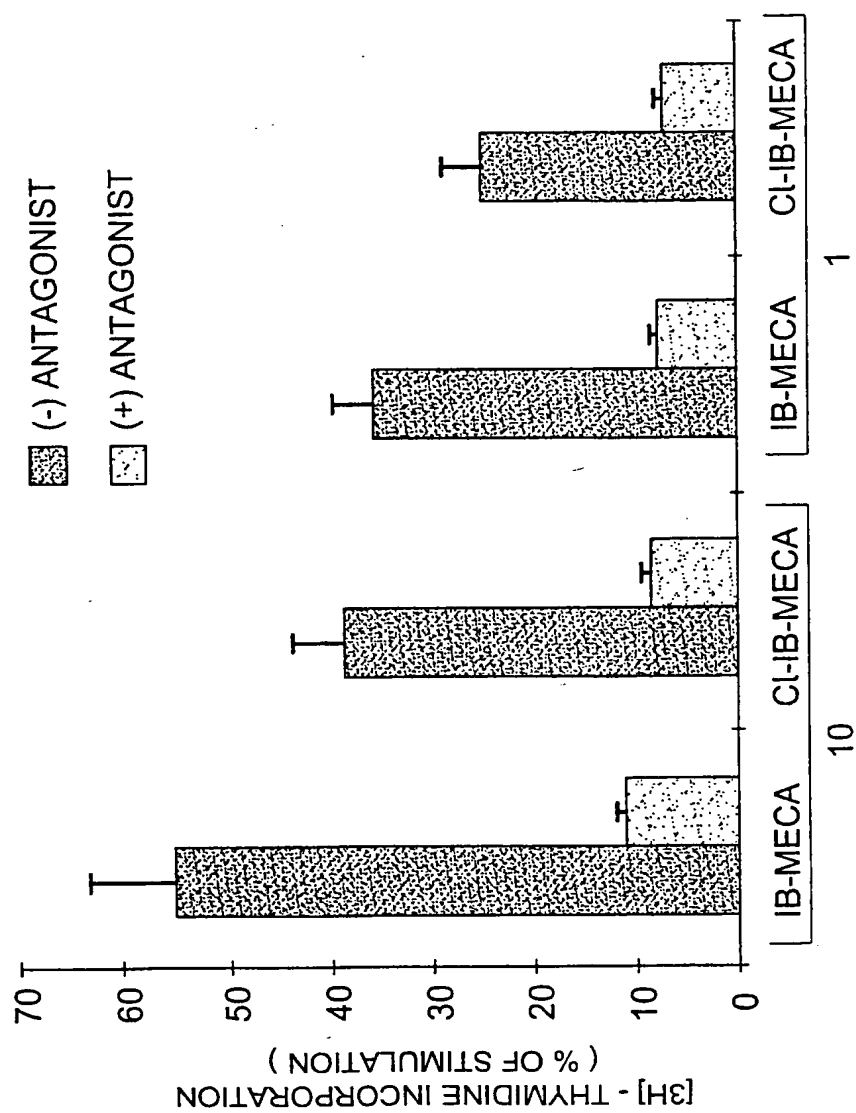 (-) ANTAGONIST
(+) ANTAGONIST
[3H] - THYMIDINE INCORPORATION
( % OF STIMULATION )
70
60
50
40
30
20
10
0
IB-MECA Cl-IB-MECA IB-MECA Cl-IB-MECA
10 1